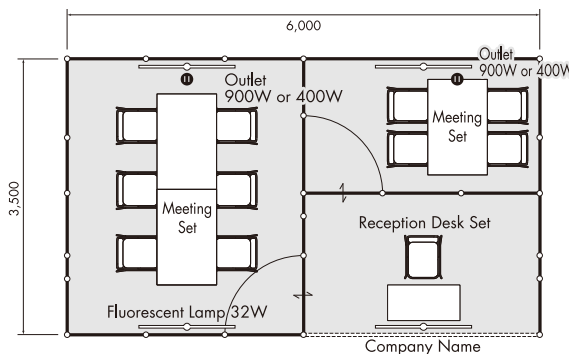 6,000
Outlet
900W or 400W
Outlet
900W or 400W
Meeting
Set
3,500
Meeting
Set
Reception Desk Set
Fluorescent Lamp 32W
Company Name